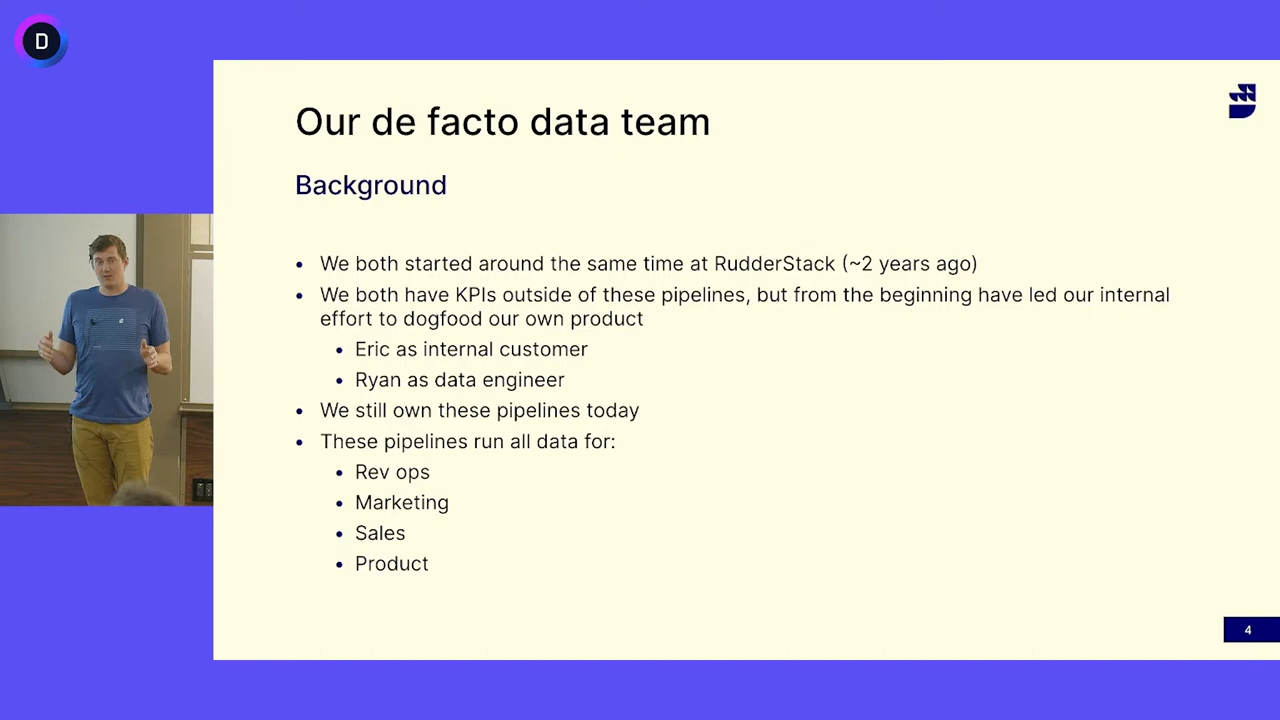 D
Our de facto data team
Background
• We both started around the same time at RudderStack (~2 years ago)
• We both have KPIs outside of these pipelines, but from the beginning have led our internal
effort to dogfood our own product
• Eric as internal customer
• Ryan as data engineer
• We still own these pipelines today
• These pipelines run all data for:
• Rev ops
• Marketing
• Sales
• Product
4